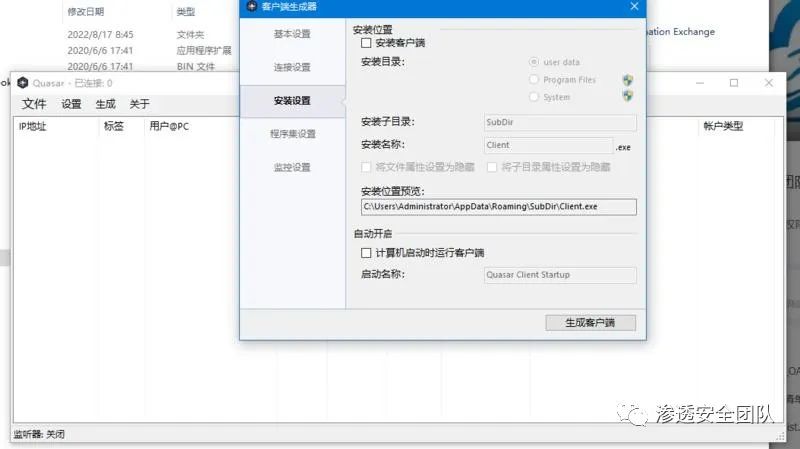 修改日期 类型
2022/8/17 8:45 文件夹
2020/6/6 17:41 应用程序扩展
2020/6/6 17:41 BIN 文件
Exchange
Quasar - 已连接: 0
文件 设置 生成 关于
IP地址 标签 用户@PC 帐户类型
客户端生成器
基本设置
连接设置
安装设置
程序集设置
监控设置
安装位置
安装客户端
安装目录: user data
Program Files
System
安装子目录: SubDir
安装名称: Client .exe
将文件属性设置为隐藏 将子目录属性设置为隐藏
安装位置预览:
C:\Users\Administrator\AppData\Roaming\SubDir\Client.exe
自动开启
计算机启动时运行客户端
启动名称: Quasar Client Startup
生成客户端
监听器: 关闭
渗透安全团队